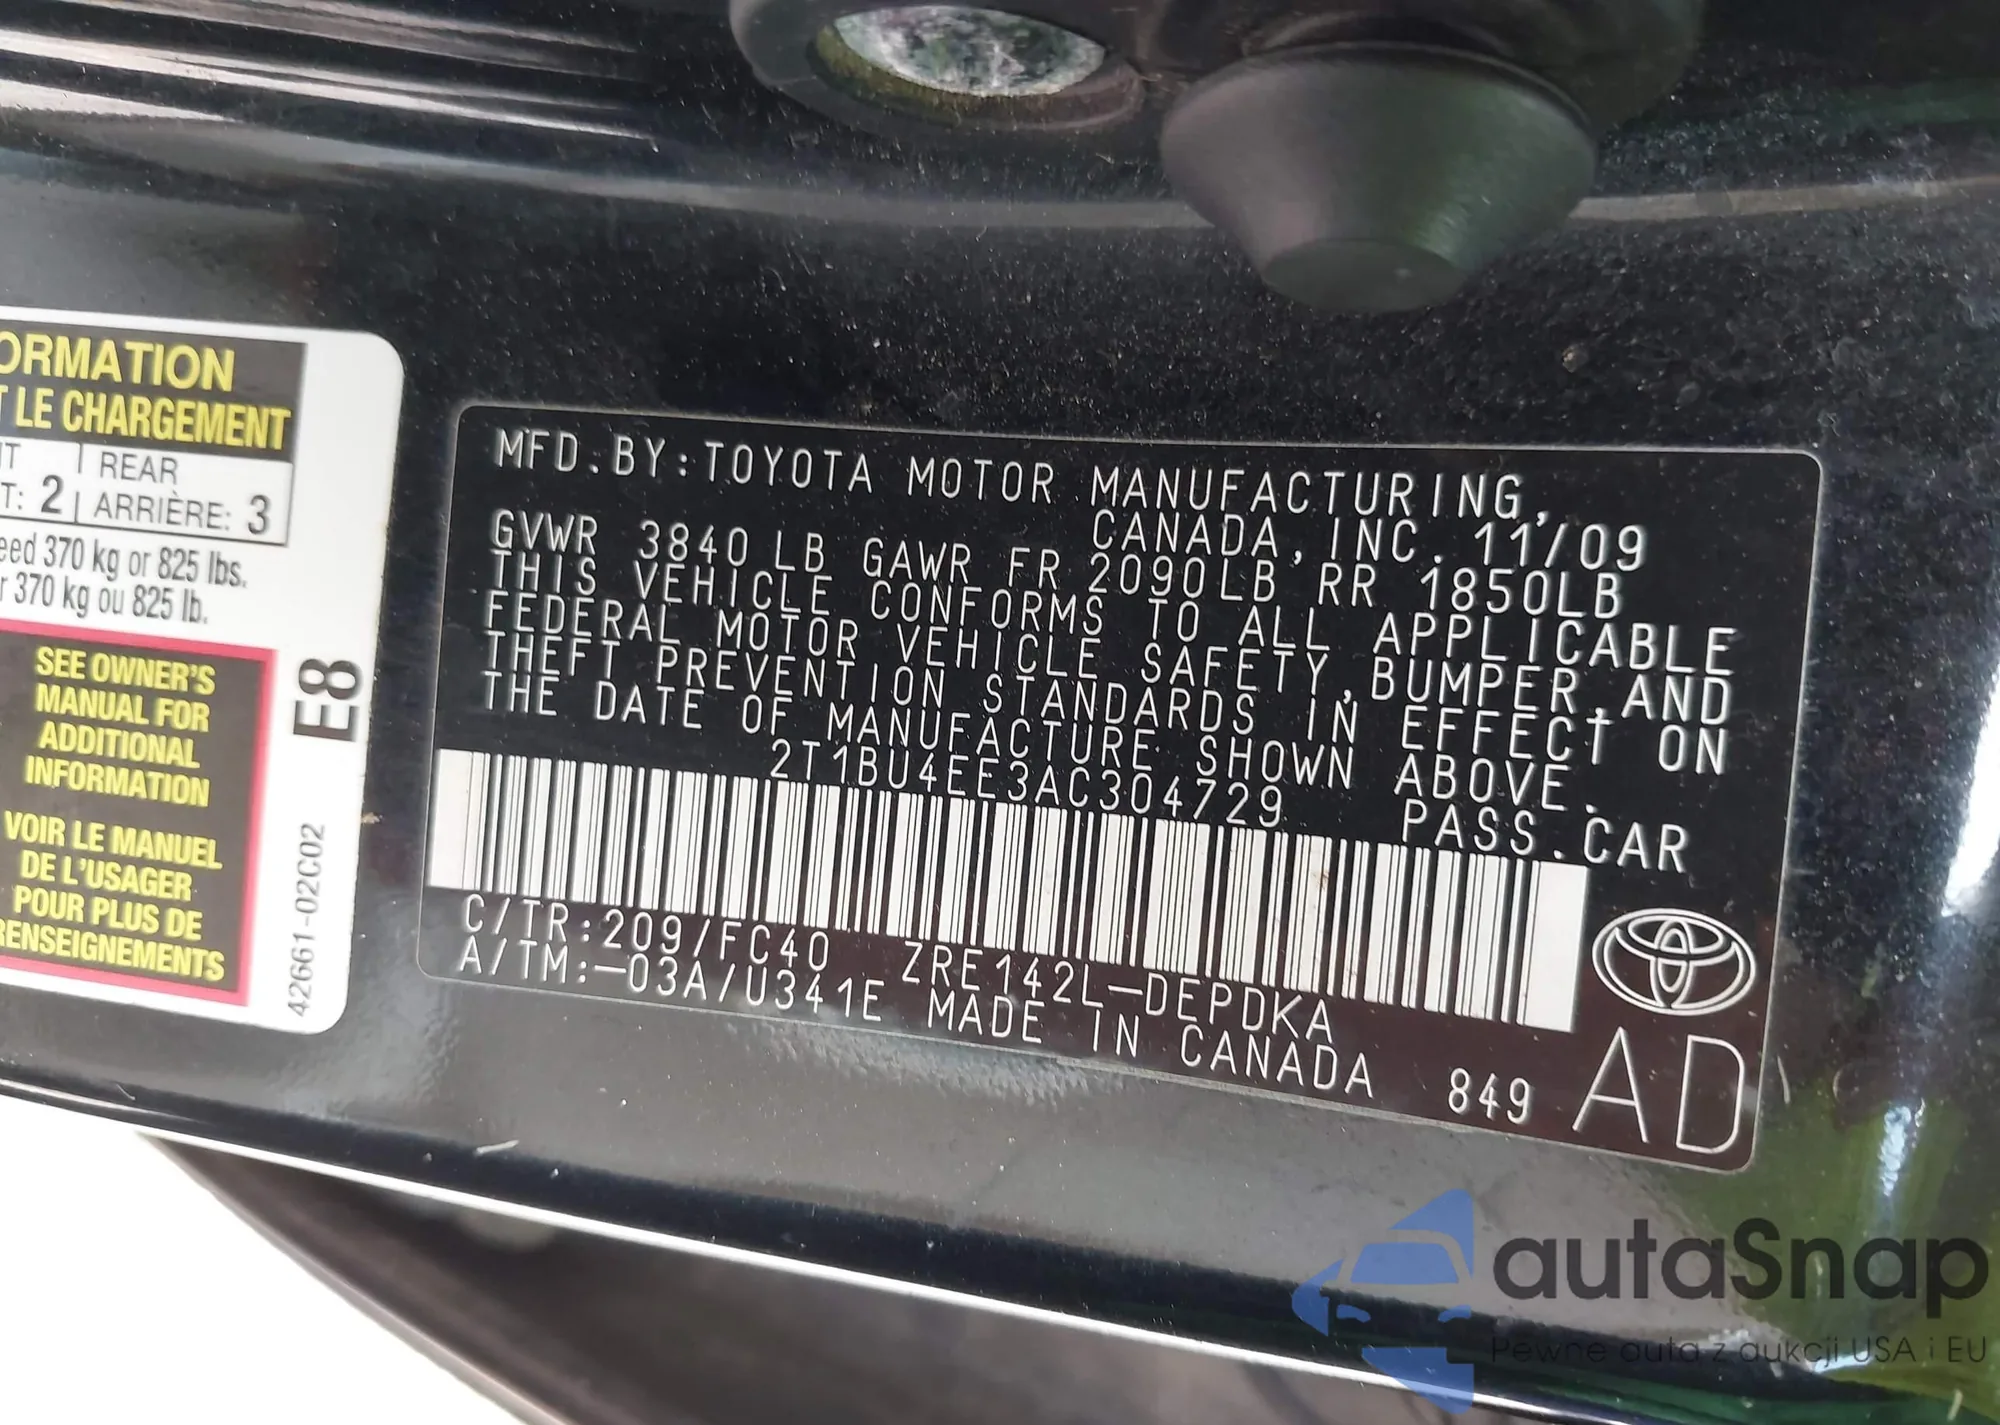 ORMATION
T LE CHARGEMENT
REAR
T: 2 ARRIÈRE: 3
eed 370 kg or 825 lbs.
r 370 kg ou 825 lb.
SEE OWNER'S
MANUAL FOR
ADDITIONAL
INFORMATION
VOIR LE MANUEL
DE L'USAGER
POUR PLUS DE
RENSEIGNEMENTS
E8
42661-02C02
MFD.BY:TOYOTA MOTOR MANUFACTURING,
CANADA, INC. 11/09
GVWR 3840LB GAWR FR 2090LB RR 1850LB
THIS VEHICLE CONFORMS TO ALL APPLICABLE
FEDERAL MOTOR VEHICLE SAFETY,BUMPER,AND
THEFT PREVENTION STANDARDS IN EFFECT ON
THE DATE OF MANUFACTURE SHOWN ABOVE.
2T1BU4EE3AC304729 PASS.CAR
C/TR:209/FC40 ZRE142L-DEPDKA
A/TM:-03A/U341E MADE IN CANADA 849
AD
autaSnap
Pewne auta z aukcji USA i EU